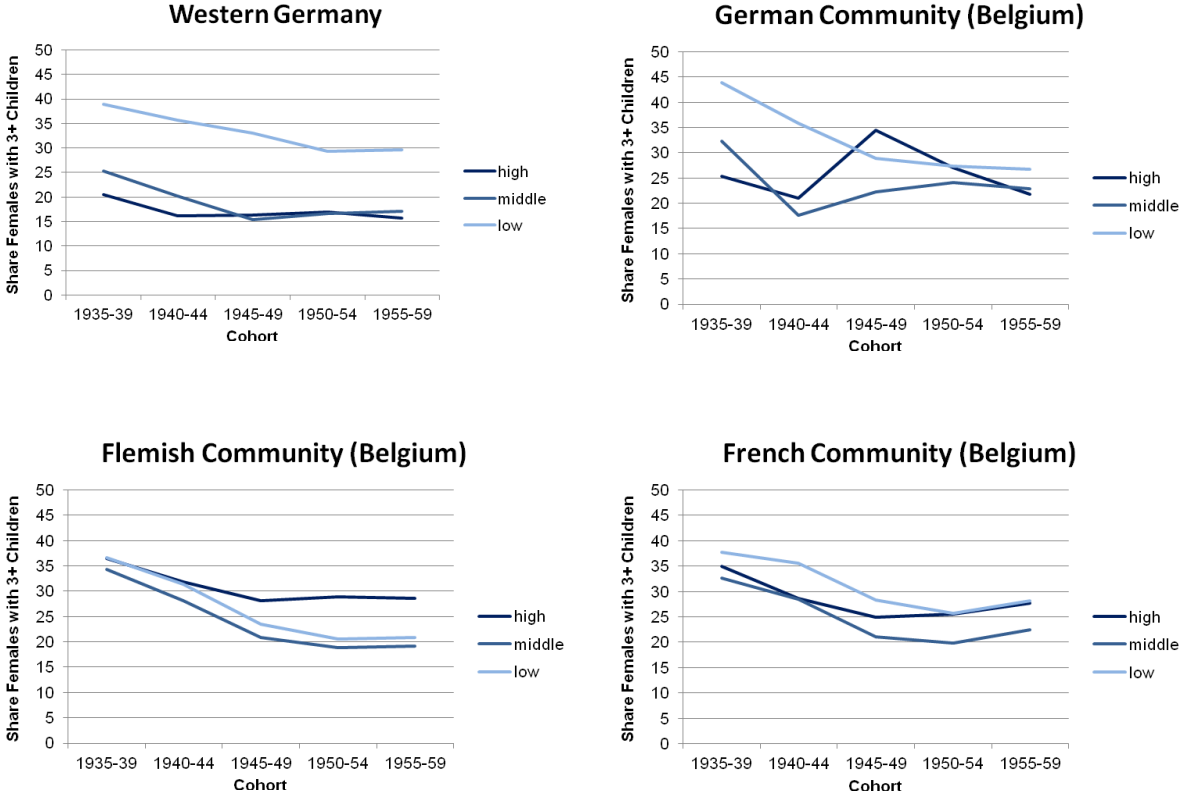 Western Germany
Share Females with 3+ Children
50
45
40
35
30
25
20
15
10
5
0
1935-39 1940-44 1945-49 1950-54 1955-59
Cohort
high
middle
low
German Community (Belgium)
Share Females with 3+ Children
50
45
40
35
30
25
20
15
10
5
0
1935-39 1940-44 1945-49 1950-54 1955-59
Cohort
high
middle
low
Flemish Community (Belgium)
Share Females with 3+ Children
50
45
40
35
30
25
20
15
10
5
0
1935-39 1940-44 1945-49 1950-54 1955-59
Cohort
high
middle
low
French Community (Belgium)
Share Females with 3+ Children
50
45
40
35
30
25
20
15
10
5
0
1935-39 1940-44 1945-49 1950-54 1955-59
Cohort
high
middle
low